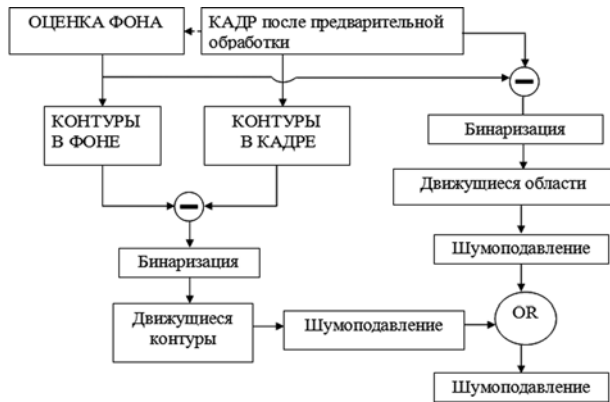 ОЦЕНКА ФОНА
КАДР после предварительной
обработки
КОНТУРЫ
В ФОНЕ
КОНТУРЫ
В КАДРЕ
Бинаризация
Движущиеся области
Бинаризация
Шумоподавление
Движущиеся
контуры
Шумоподавление
OR
Шумоподавление